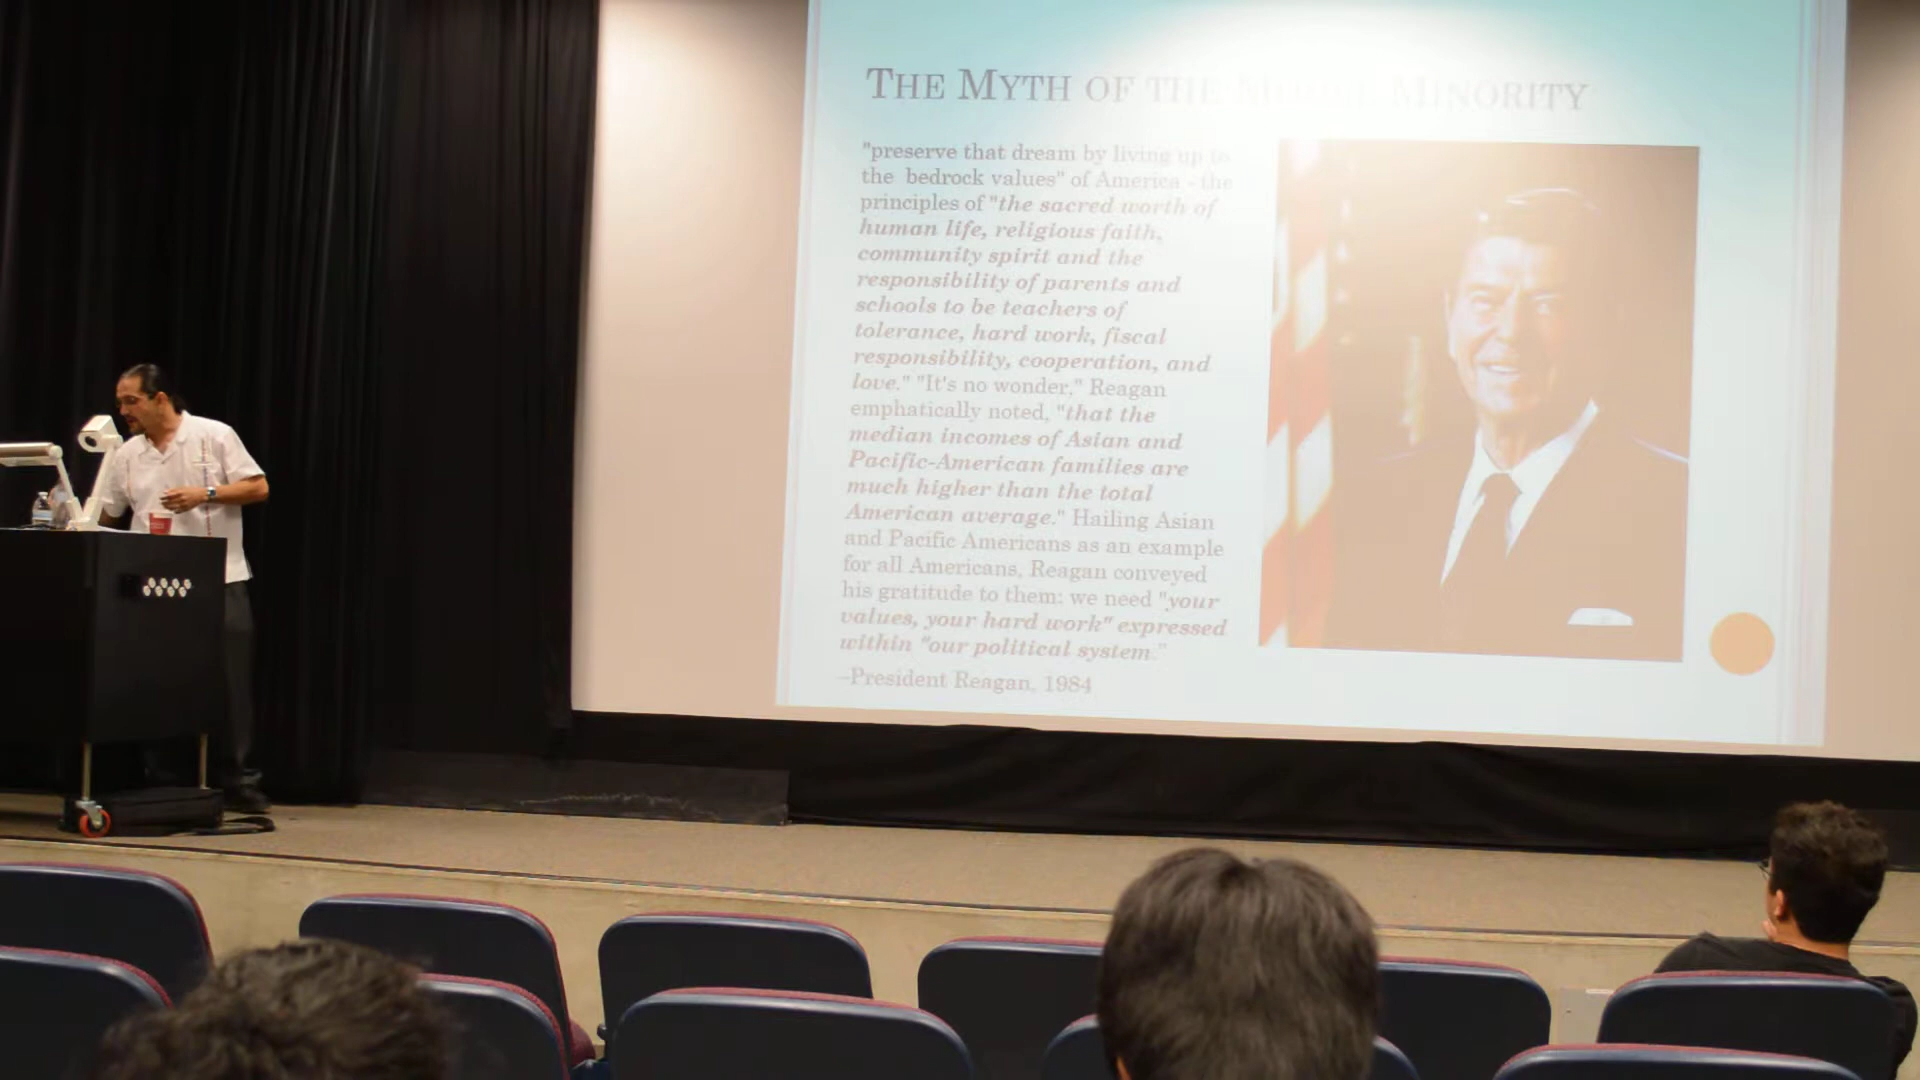 THE MYTH OF THE MODEL MINORITY
"preserve that dream by living up to
the bedrock values" of America - the
principles of "the sacred worth of
human life, religious faith,
community spirit and the
responsibility of parents and
schools to be teachers of
tolerance, hard work, fiscal
responsibility, cooperation, and
love." "It's no wonder," Reagan
emphatically noted, "that the
median incomes of Asian and
Pacific-American families are
much higher than the total
American average." Hailing Asian
and Pacific Americans as an example
for all Americans, Reagan conveyed
his gratitude to them: we need "your
values, your hard work" expressed
within "our political system."
–President Reagan, 1984